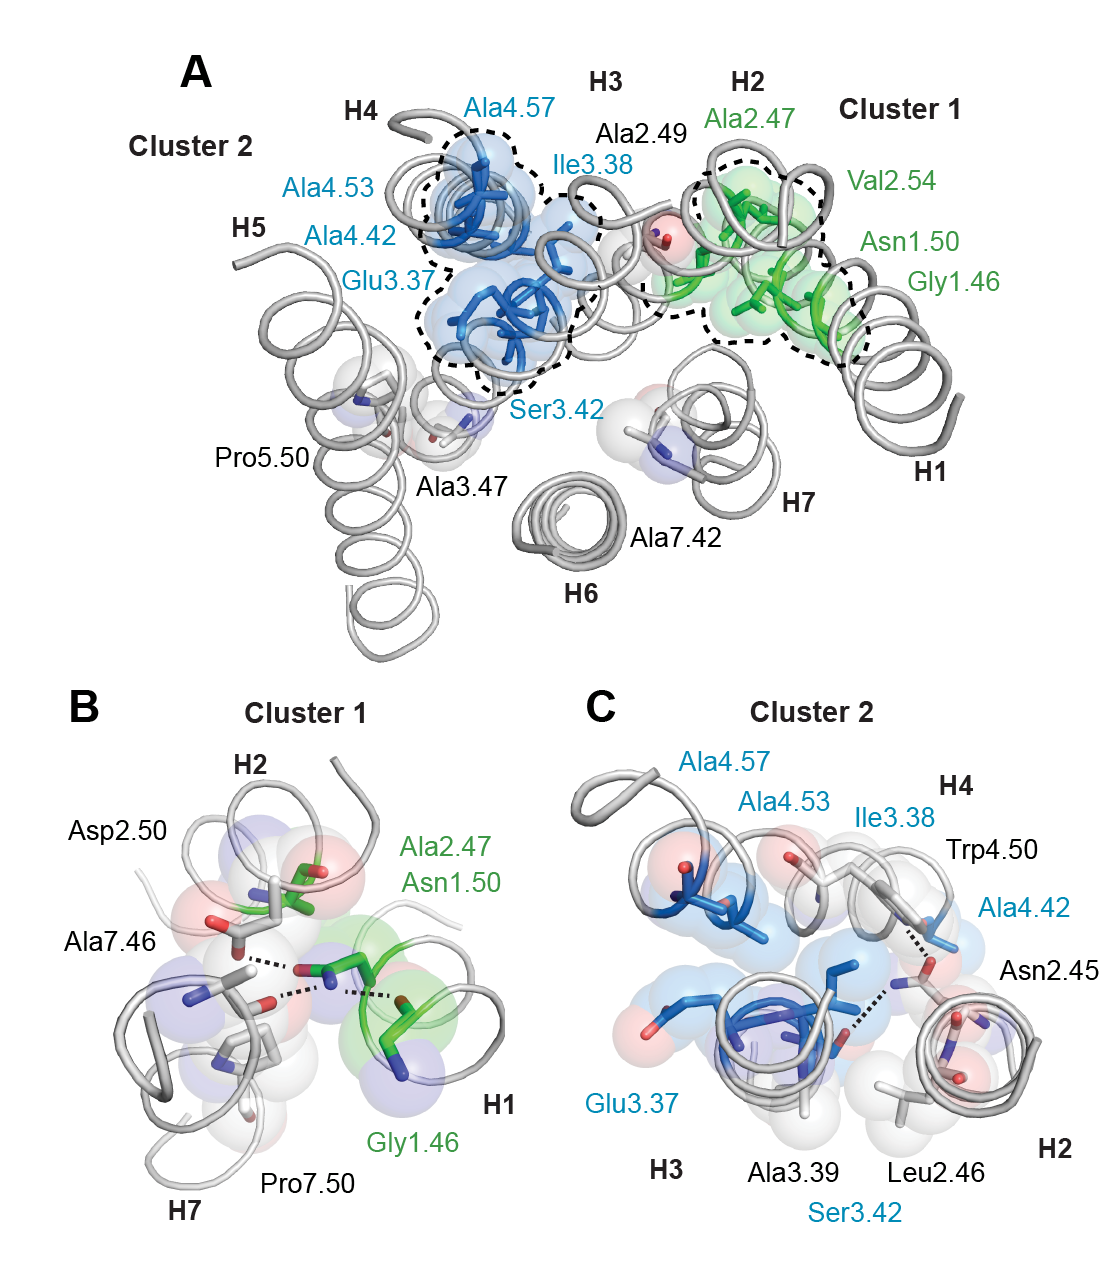 A
H3
H2
H4
Ala4.57
Cluster 1
Ala2.49
Ala2.47
Cluster 2
Ile3.38
Val2.54
Ala4.53
H5
Ala4.42
Asn1.50
Glu3.37
Gly1.46
Ser3.42
Pro5.50
Ala3.47
H1
H7
Ala7.42
H6
B
Cluster 1
H2
Asp2.50
Ala2.47
Asn1.50
Ala7.46
H1
Gly1.46
Pro7.50
H7
C
Cluster 2
Ala4.57
H4
Ala4.53
Ile3.38
Trp4.50
Ala4.42
Asn2.45
Glu3.37
H2
H3
Ala3.39
Leu2.46
Ser3.42